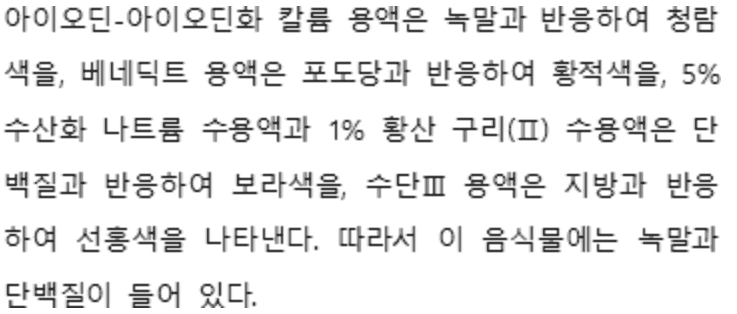 아이오딘-아이오딘화 칼륨 용액은 녹말과 반응하여 청람
색을, 베네딕트 용액은 포도당과 반응하여 황적색을, 5%
수산화 나트륨 수용액과 1% 황산 구리(Ⅱ) 수용액은 단
백질과 반응하여 보라색을, 수단Ⅲ 용액은 지방과 반응
하여 선홍색을 나타낸다. 따라서 이 음식물에는 녹말과
단백질이 들어 있다.